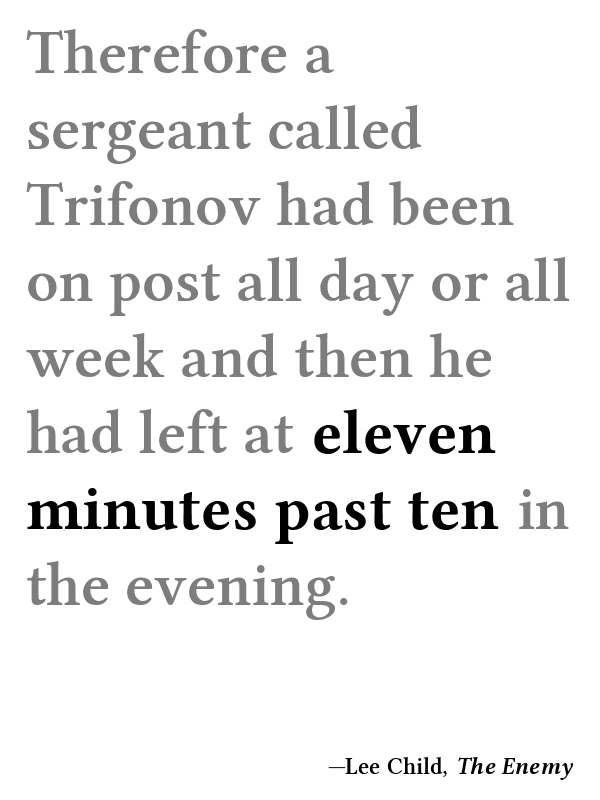 Therefore a
sergeant called
Trifonov had been
on post all day or all
week and then he
had left at eleven
minutes past ten in
the evening.
—Lee Child, The Enemy